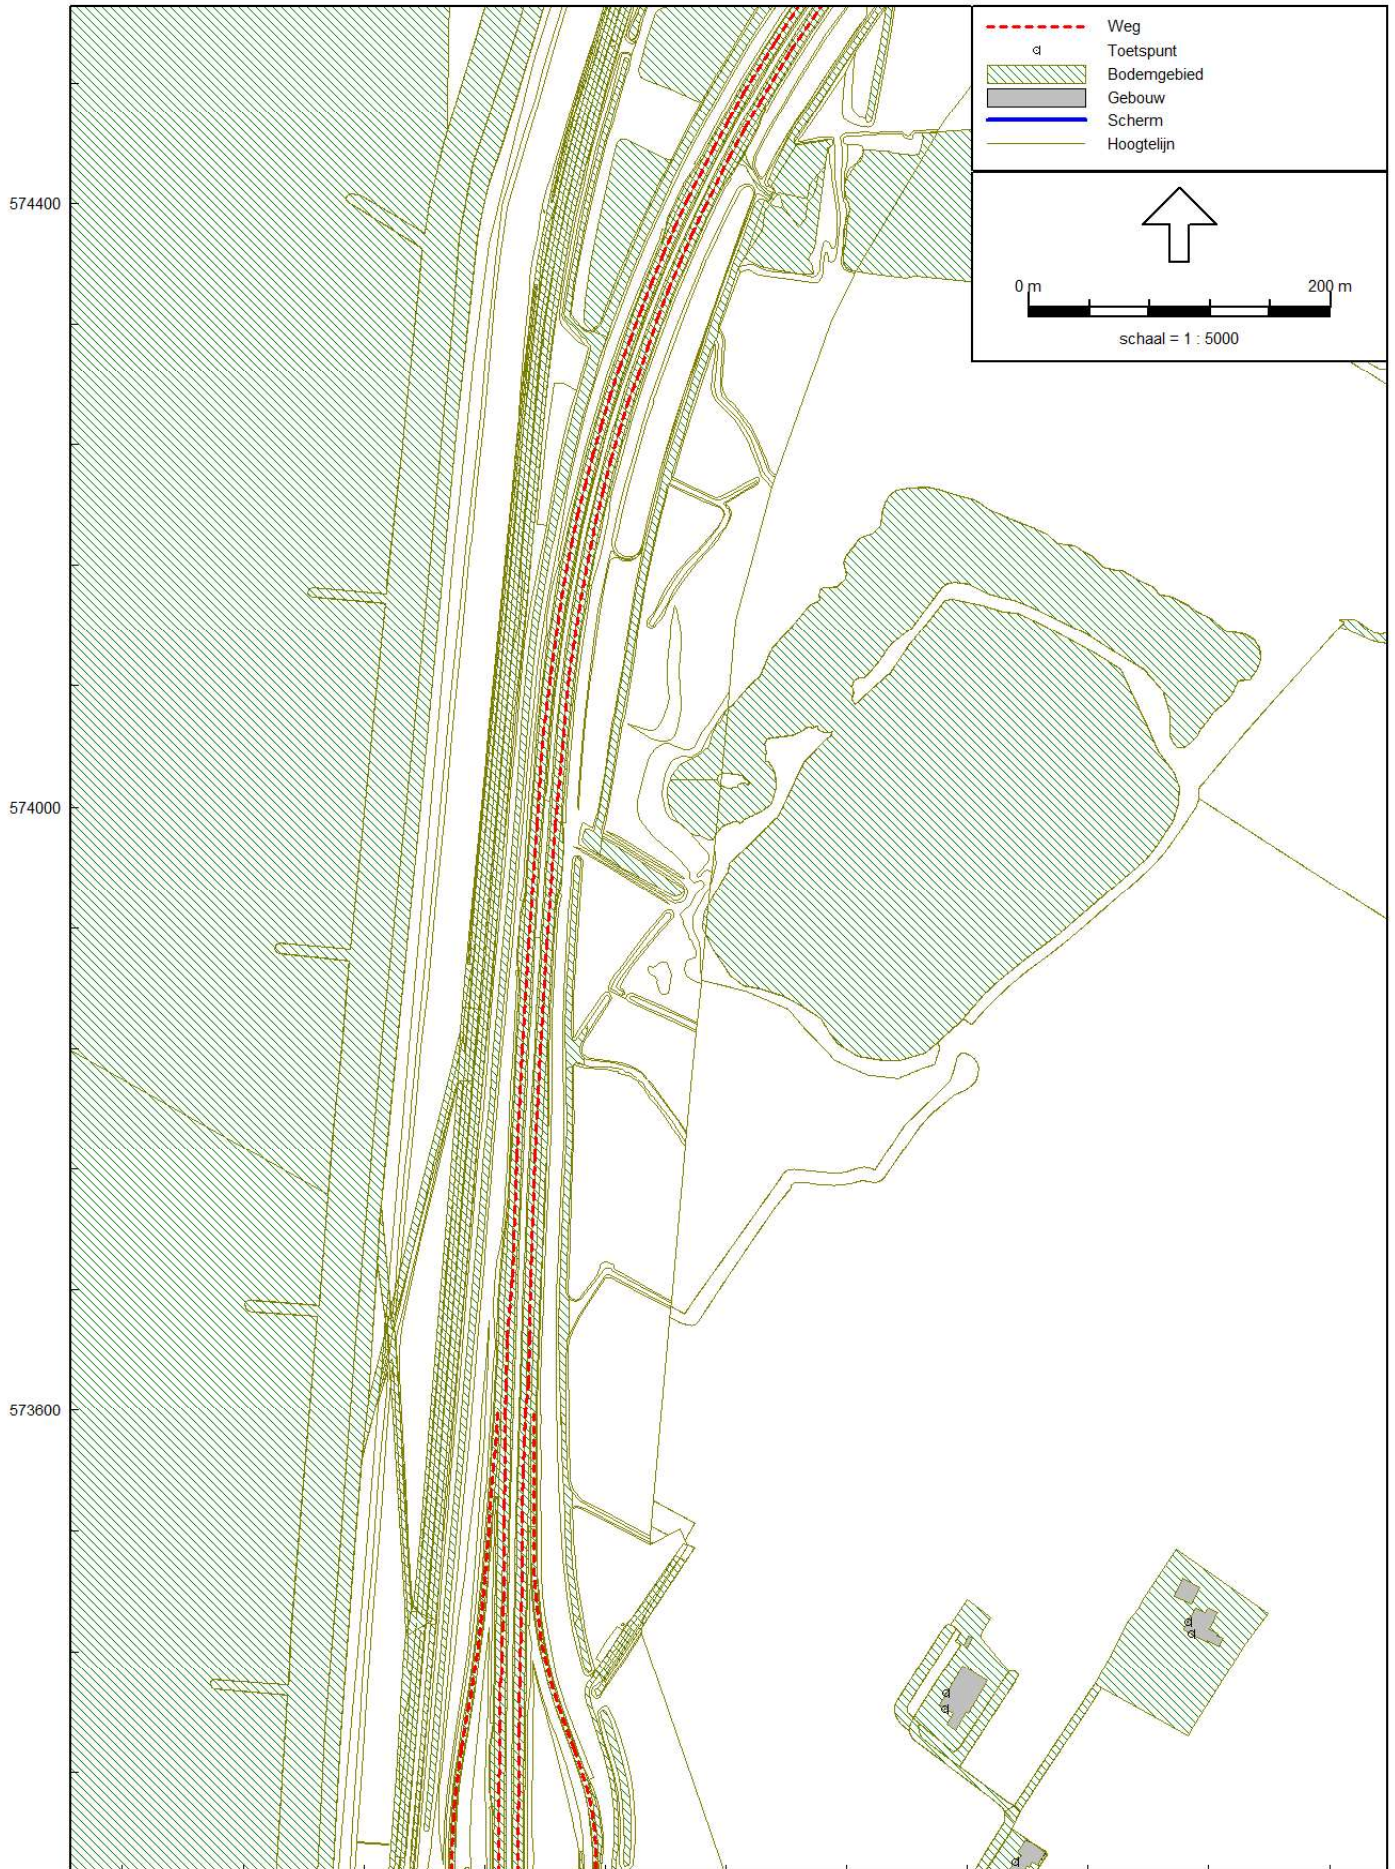 Weg
Toetspunt
Bodemgebied
Gebouw
Scherm
Hoogtelijn
574400
0 m 200 m
schaal = 1 : 5000
574000
573600